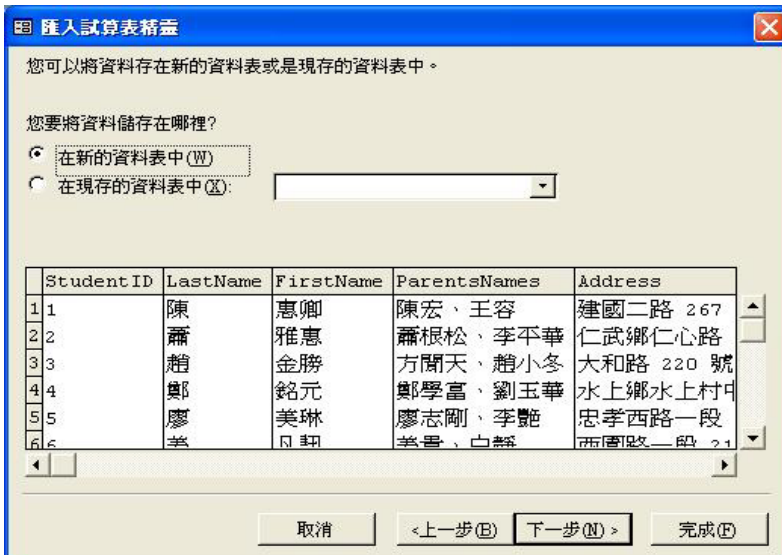 匯入試算表精靈
您可以將資料存在新的資料表或是現存的資料表中。
您要將資料儲存在哪裡?
在新的資料表中(W)
在現存的資料表中(X):
StudentID LastName FirstName ParentsNames Address
1 1 陳 惠卿 陳宏、王容 建國二路 267
2 2 蕭 雅惠 蕭根松、李平華 仁武鄉仁心路
3 3 趙 金勝 方聞天、趙小冬 大和路 220 號
4 4 鄭 銘元 鄭學富、劉玉華 水上鄉水上村中
5 5 廖 美琳 廖志剛、李艷 忠孝西路一段
6 6
取消 <上一步(B) 下一步(N) > 完成(F)